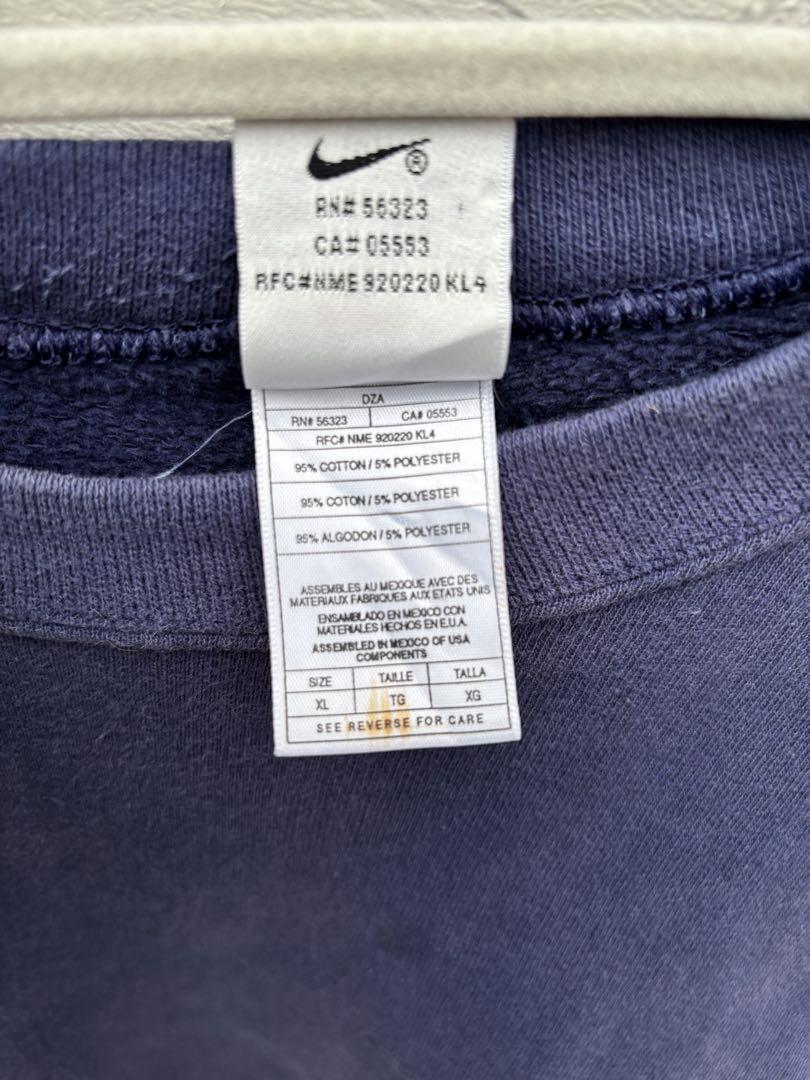 RN# 56323
CA# 05553
RFC#NME 920220 KL4
DZA
RN# 56323 CA# 05553
RFC# NME 920220 KL4
95% COTTON / 5% POLYESTER
95% COTON / 5% POLYESTER
95% ALGODON / 5% POLYESTER
ASSEMBLES AU MEXIQUE AVEC DES
MATERIAUX FABRIQUES AUX ETATS UNIS
ENSAMBLADO EN MEXICO CON
MATERIALES HECHOS EN E.U.A.
ASSEMBLED IN MEXICO OF USA
COMPONENTS
SIZE TAILLE TALLA
XL TG XG
SEE REVERSE FOR CARE